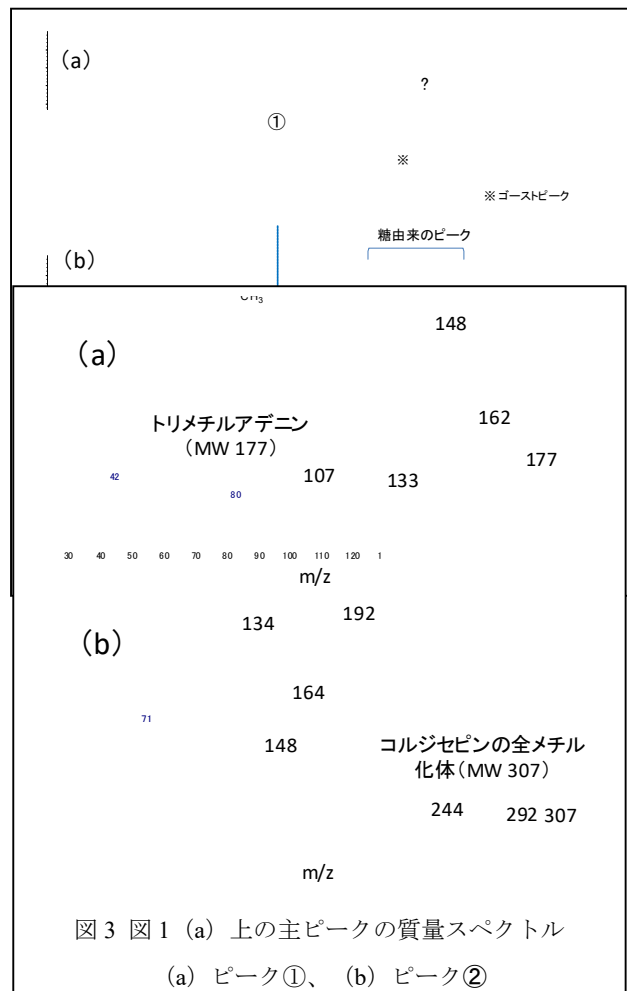 (a)
?
①
※
※ゴーストピーク
糖由来のピーク
(b)
CH₃
148
(a)
162
トリメチルアデニン
(MW 177)
177
107
133
42
80
30 40 50 60 70 80 90 100 110 120 1
m/z
192
134
(b)
164
71
148
コルジセピンの全メチル
化体(MW 307)
244
292 307
m/z
図 3 図 1 (a) 上の主ピークの質量スペクトル
(a) ピーク①、 (b) ピーク②